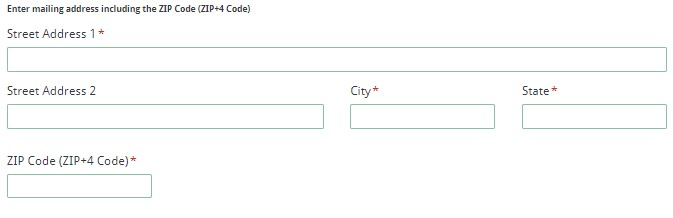 Enter mailing address including the ZIP Code (ZIP+4 Code)
Street Address 1*
Street Address 2 City* State*
ZIP Code (ZIP+4 Code)*